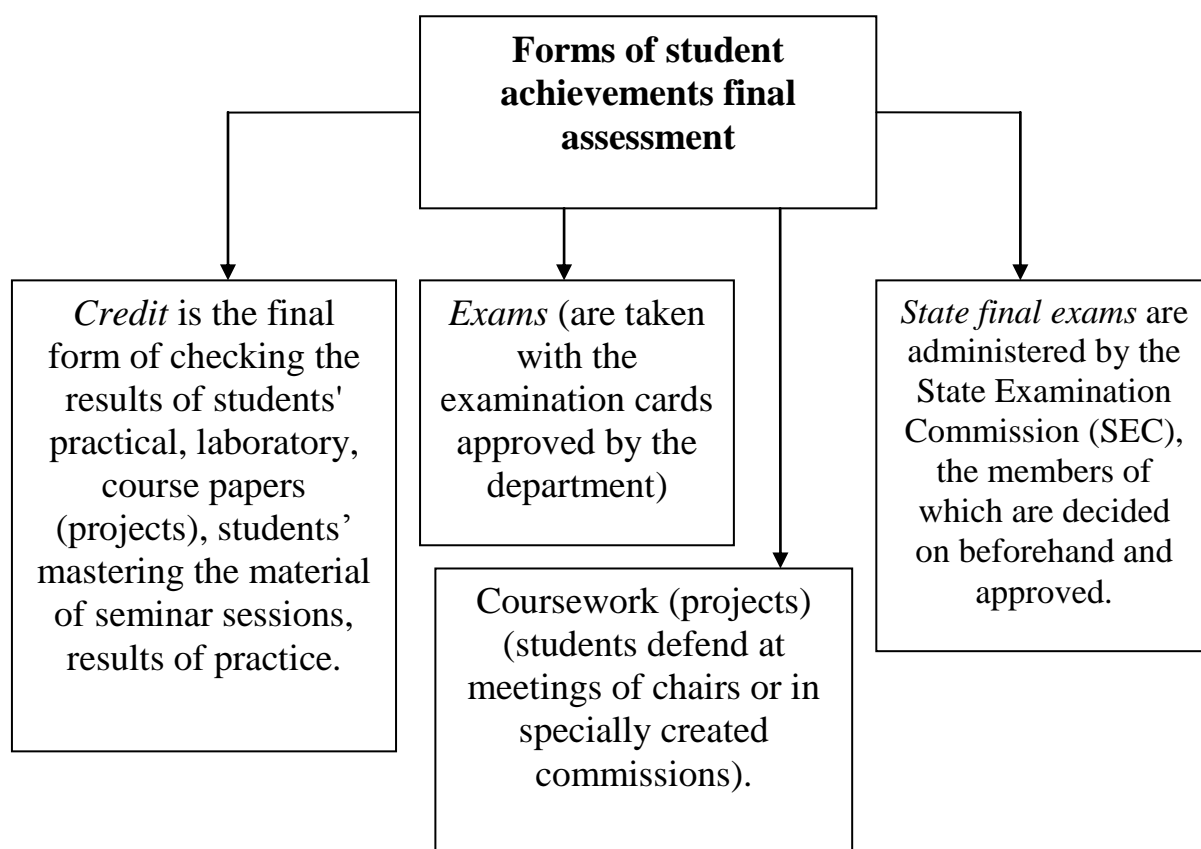 Forms of student
achievements final
assessment
Credit is the final
form of checking the
results of students'
practical, laboratory,
course papers
(projects), students’
mastering the material
of seminar sessions,
results of practice.
Exams (are taken
with the
examination cards
approved by the
department)
Coursework (projects)
(students defend at
meetings of chairs or in
specially created
commissions).
State final exams are
administered by the
State Examination
Commission (SEC),
the members of
which are decided
on beforehand and
approved.